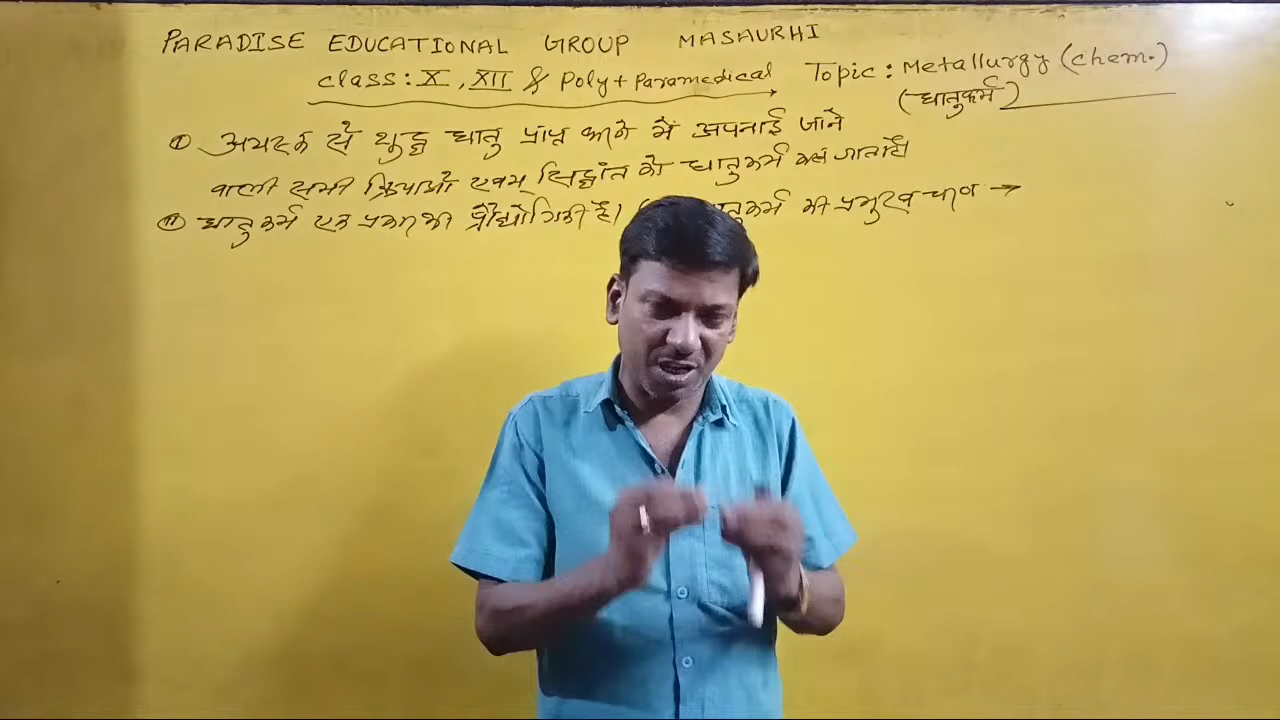 PARADISE EDUCATIONAL GROUP MASAURHI
Class: X, XII & Poly + Paramedical Topic: Metallurgy (chem.)
(धातुकर्म)
① अयस्क से शुद्ध धातु प्राप्त करने में अपनाई जाने
वाली सभी क्रियाओं एवम् सिद्धांत को धातुकर्म कहा जाता है
⑪ धातुकर्म एक प्रकार का प्रौद्योगिकी है। धातुकर्म का प्रमुख चरण →